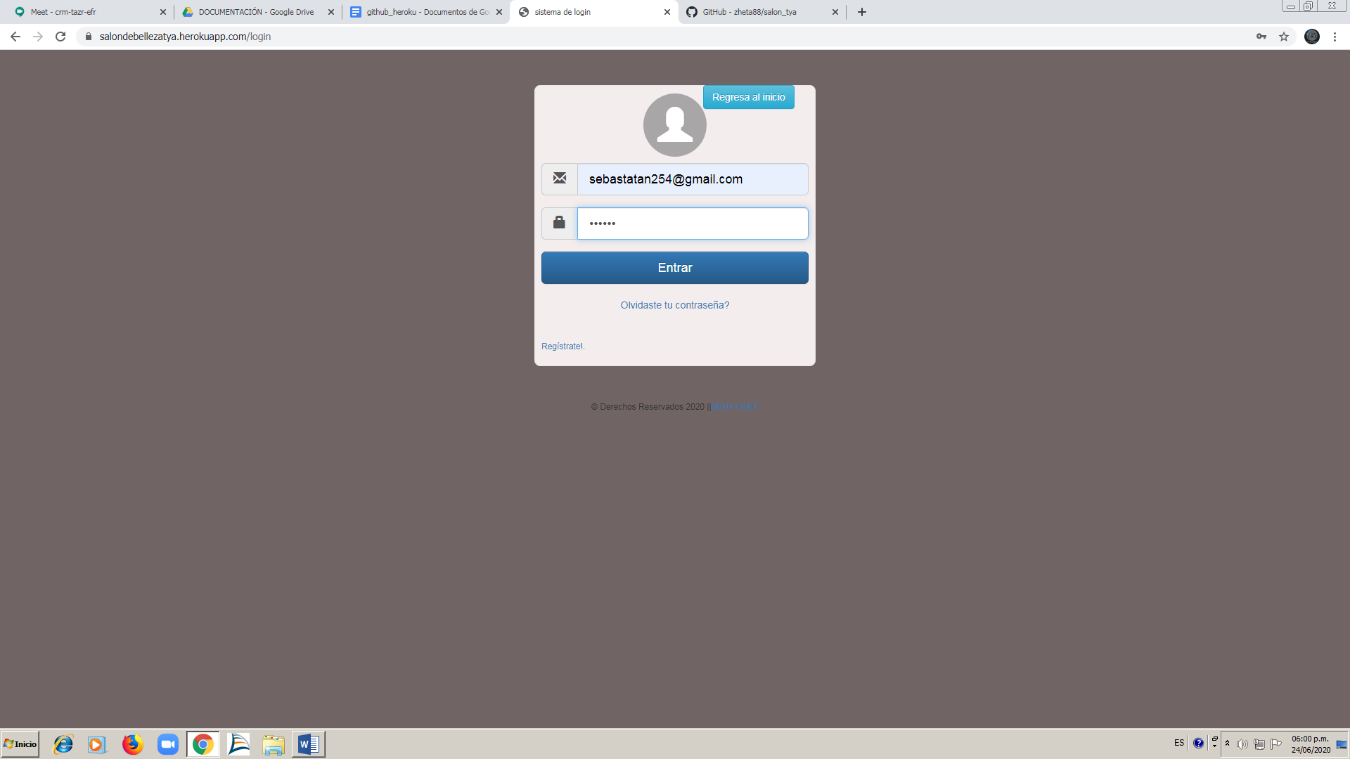 Meet - crm-tazr-efr
DOCUMENTACIÓN - Google Drive
github_heroku - Documentos de Go
sistema de login
GitHub - zheta88/salon_tya
salondebellezatya.herokuapp.com/login
Regresa al inicio
sebastatan254@gmail.com
••••••
Entrar
Olvidaste tu contraseña?
Regístrate!.
© Derechos Reservados 2020 ||
Inicio
ES
06:00 p.m.
24/06/2020